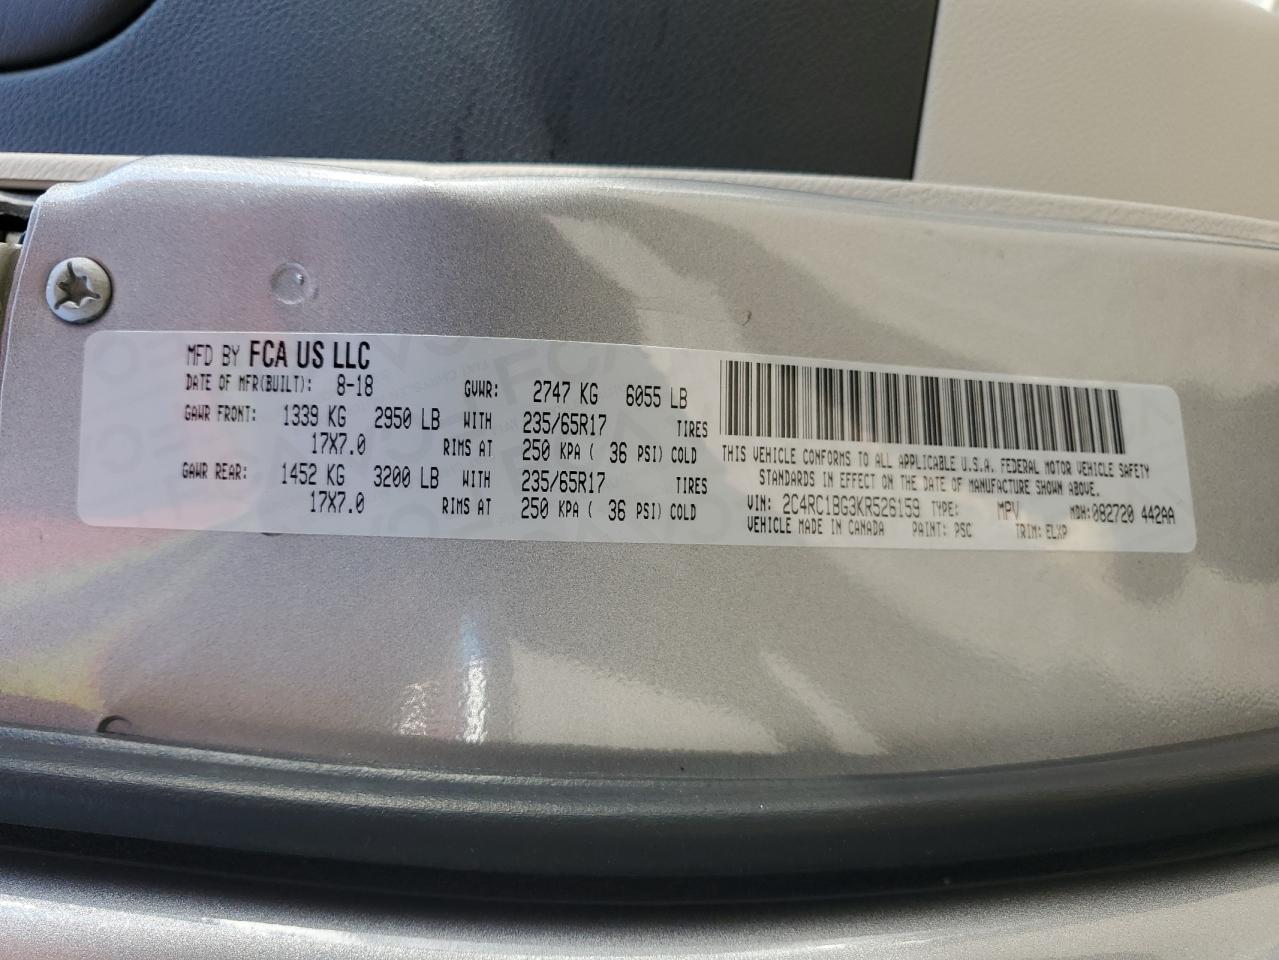 MFD BY FCA US LLC
DATE OF MFR(BUILT): 8-18 GVWR: 2747 KG 6055 LB
GAWR FRONT: 1339 KG 2950 LB WITH 235/65R17 TIRES
17X7.0 RIMS AT 250 KPA ( 36 PSI) COLD
GAWR REAR: 1452 KG 3200 LB WITH 235/65R17 TIRES
17X7.0 RIMS AT 250 KPA ( 36 PSI) COLD
THIS VEHICLE CONFORMS TO ALL APPLICABLE U.S.A. FEDERAL MOTOR VEHICLE SAFETY
STANDARDS IN EFFECT ON THE DATE OF MANUFACTURE SHOWN ABOVE.
VIN: 2C4RC1BG3KR526159 TYPE: MPV MDH:082720 442AA
VEHICLE MADE IN CANADA PAINT: PSC TRIM: ELXP